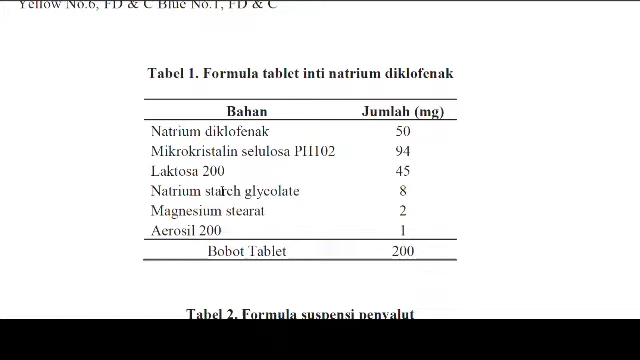 Yellow No.6, FD & C Blue No.1, FD & C
Tabel 1. Formula tablet inti natrium diklofenak
Bahan Jumlah (mg)
Natrium diklofenak 50
Mikrokristalin selulosa PH102 94
Laktosa 200 45
Natrium starch glycolate 8
Magnesium stearat 2
Aerosil 200 1
Bobot Tablet 200
Tabel 2. Formula suspensi penyalut